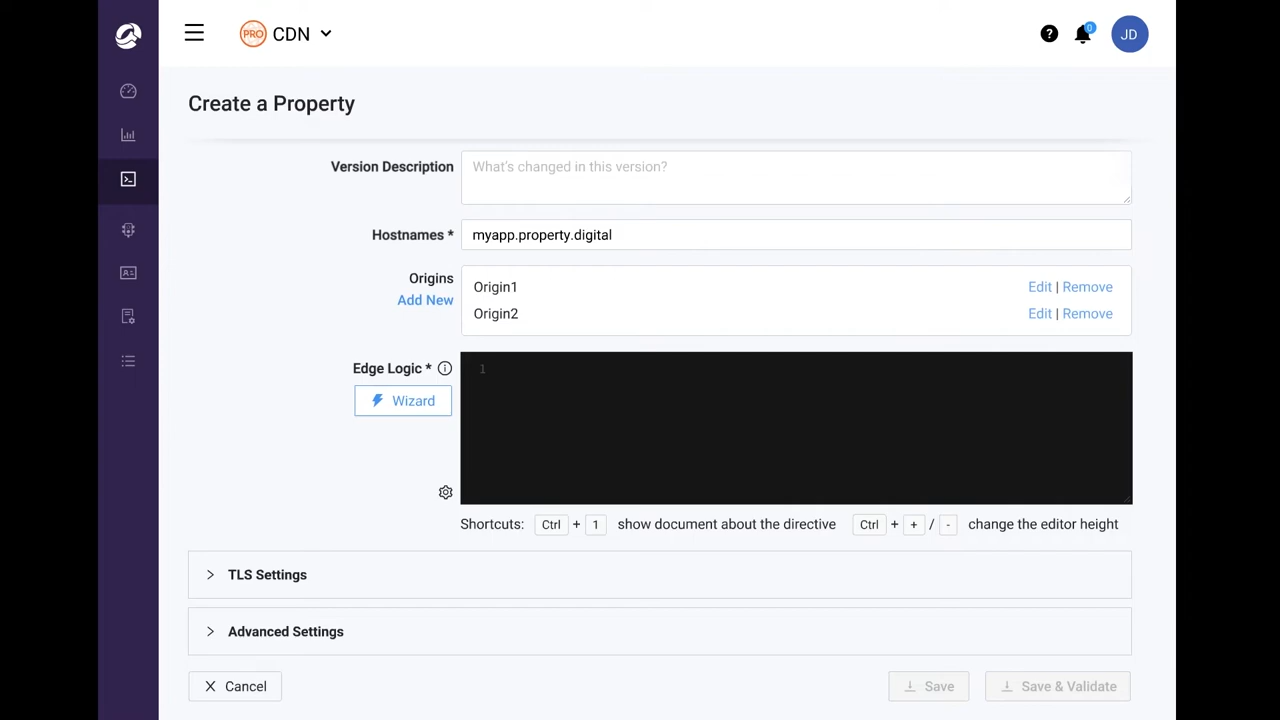 PRO CDN
0
JD
Create a Property
Version Description
What's changed in this version?
Hostnames *
myapp.property.digital
Origins
Add New
Origin1
Edit | Remove
Origin2
Edit | Remove
Edge Logic *
Wizard
1
Shortcuts: Ctrl + 1 show document about the directive Ctrl + + / - change the editor height
TLS Settings
Advanced Settings
Cancel
Save
Save & Validate